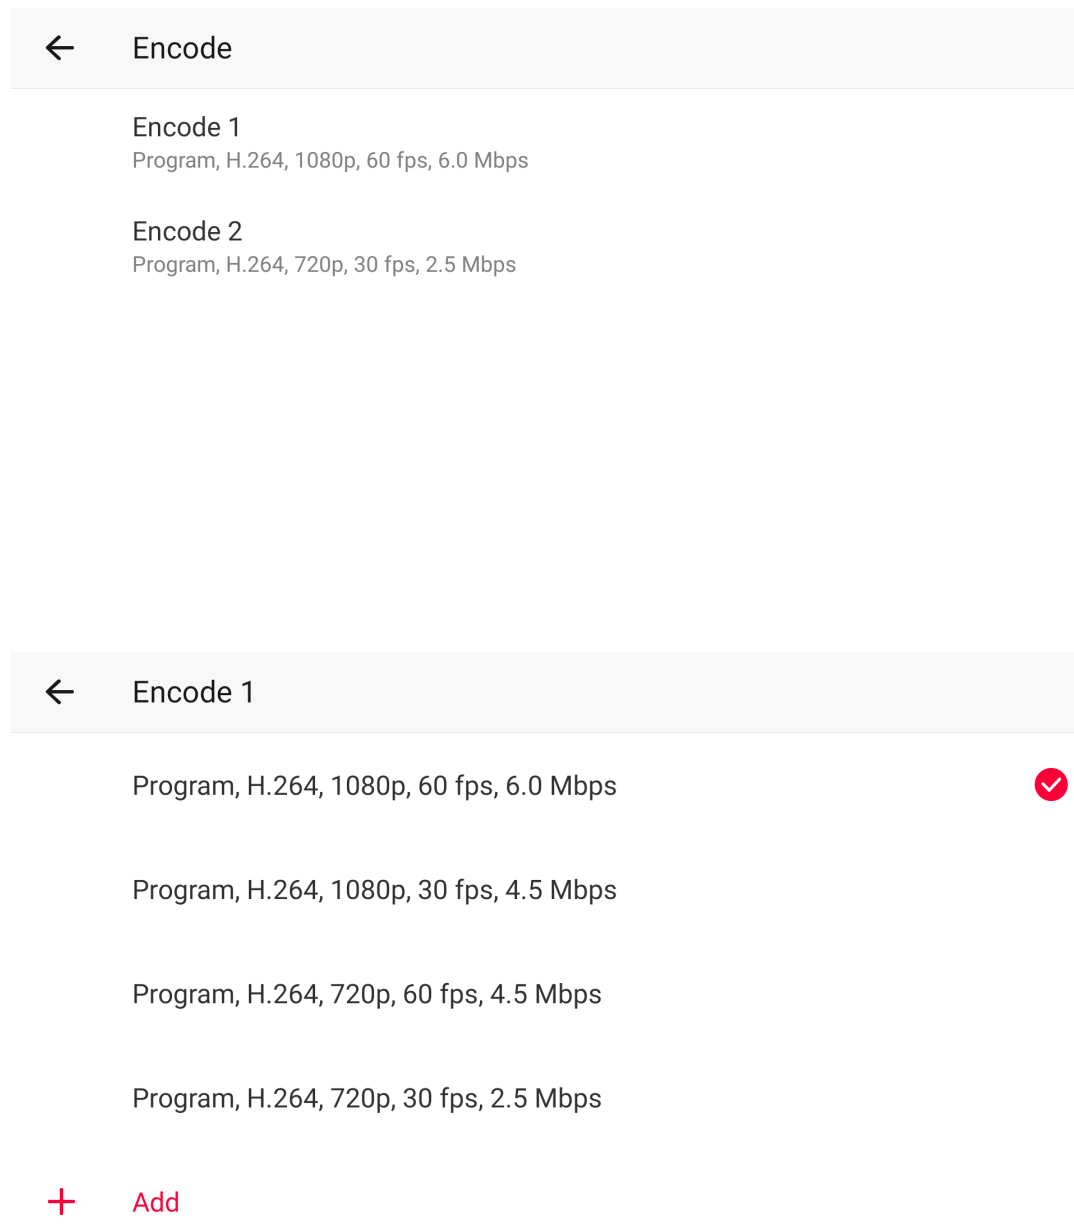 Encode
Encode 1
Program, H.264, 1080p, 60 fps, 6.0 Mbps
Encode 2
Program, H.264, 720p, 30 fps, 2.5 Mbps
Encode 1
Program, H.264, 1080p, 60 fps, 6.0 Mbps
Program, H.264, 1080p, 30 fps, 4.5 Mbps
Program, H.264, 720p, 60 fps, 4.5 Mbps
Program, H.264, 720p, 30 fps, 2.5 Mbps
Add